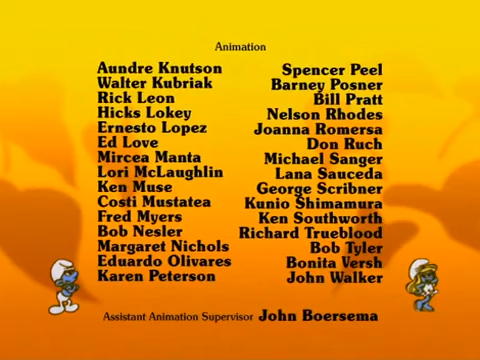 Animation
Aundre Knutson
Walter Kubriak
Rick Leon
Hicks Lokey
Ernesto Lopez
Ed Love
Mircea Manta
Lori McLaughlin
Ken Muse
Costi Mustatea
Fred Myers
Bob Nesler
Margaret Nichols
Eduardo Olivares
Karen Peterson
Spencer Peel
Barney Posner
Bill Pratt
Nelson Rhodes
Joanna Romersa
Don Ruch
Michael Sanger
Lana Sauceda
George Scribner
Kunio Shimamura
Ken Southworth
Richard Trueblood
Bob Tyler
Bonita Versh
John Walker
Assistant Animation Supervisor John Boersema